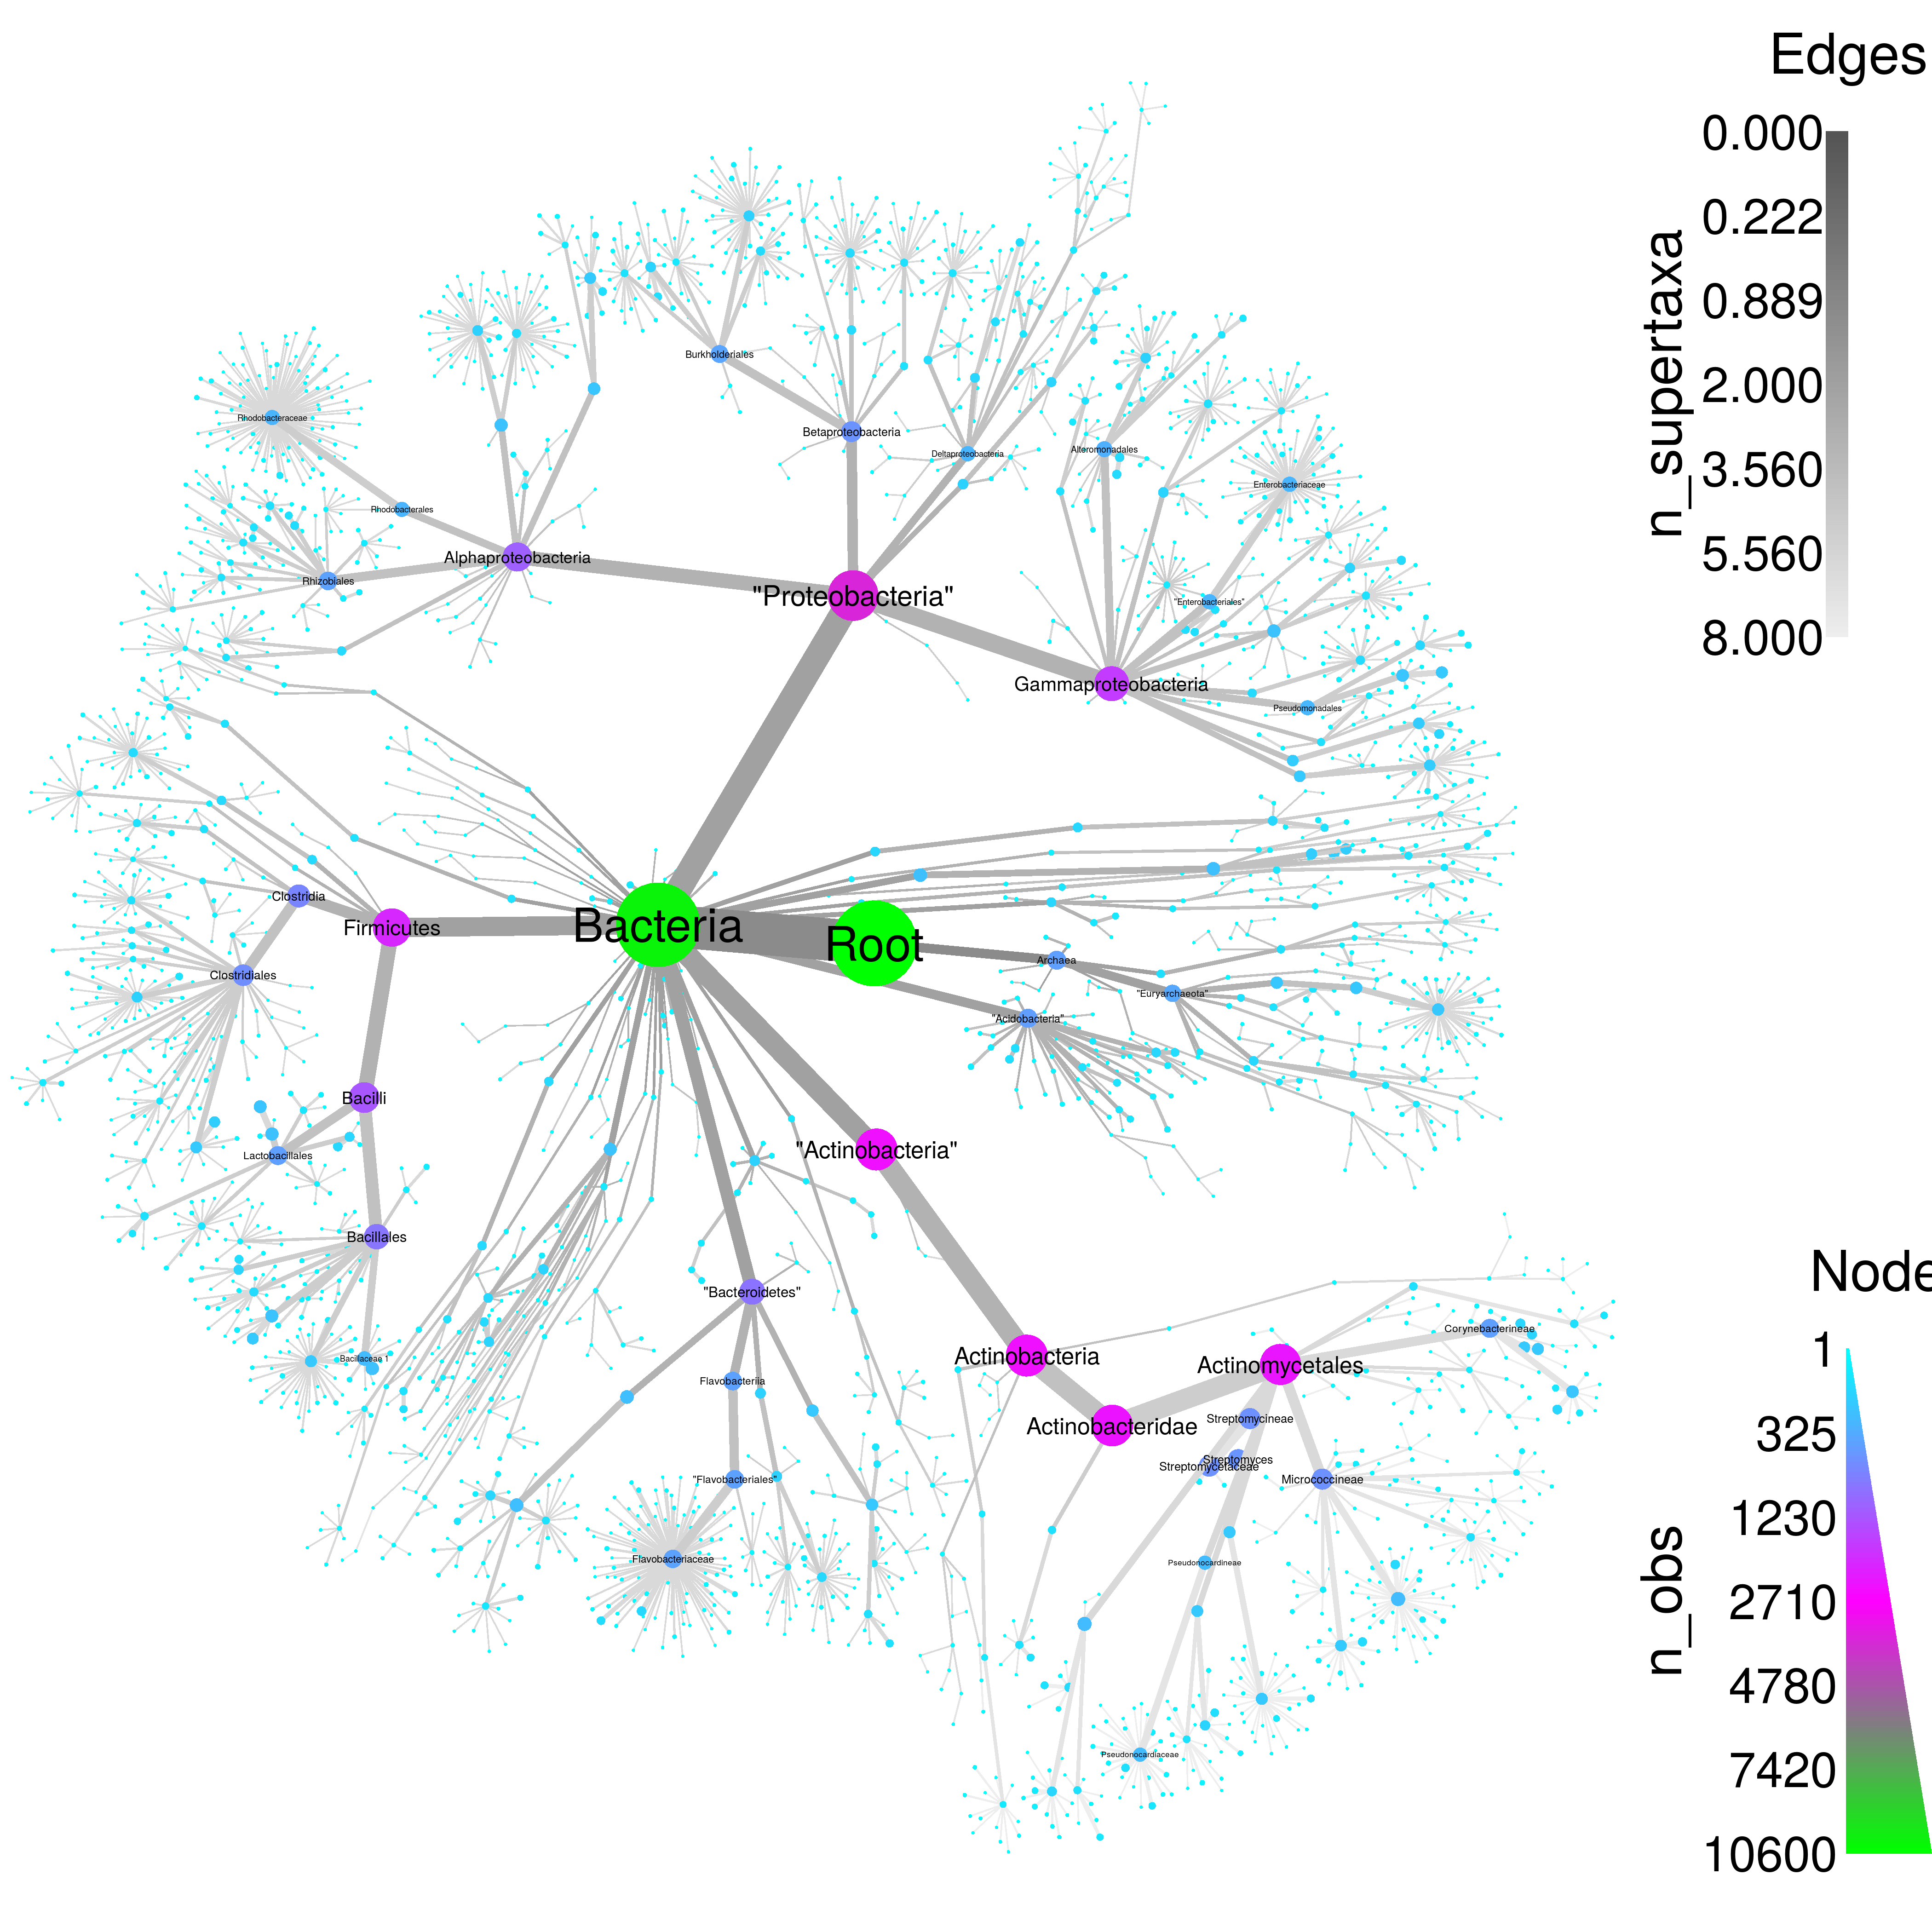 Edges
0.000
0.222
0.889
2.000
3.560
5.560
8.000
n_supertaxa
Burkholderiales
Rhodobacteraceae
Betaproteobacteria
Deltaproteobacteria
Alteromonadales
Enterobacteriaceae
Rhodobacterales
Alphaproteobacteria
Rhizobiales
"Proteobacteria"
"Enterobacteriales"
Gammaproteobacteria
Pseudomonadales
Clostridia
Firmicutes
Bacteria
Root
Archaea
Clostridiales
"Euryarchaeota"
"Acidobacteria"
Bacilli
"Actinobacteria"
Lactobacillales
Bacillales
"Bacteroidetes"
Corynebacterineae
Actinobacteria
Actinomycetales
Bacillaceae 1
Flavobacteriia
Streptomycineae
Actinobacteridae
Streptomyces
Streptomycetaceae
"Flavobacteriales"
Micrococcineae
Flavobacteriaceae
Pseudonocardineae
Pseudonocardiaceae
Node
1
325
1230
2710
4780
7420
10600
n_obs